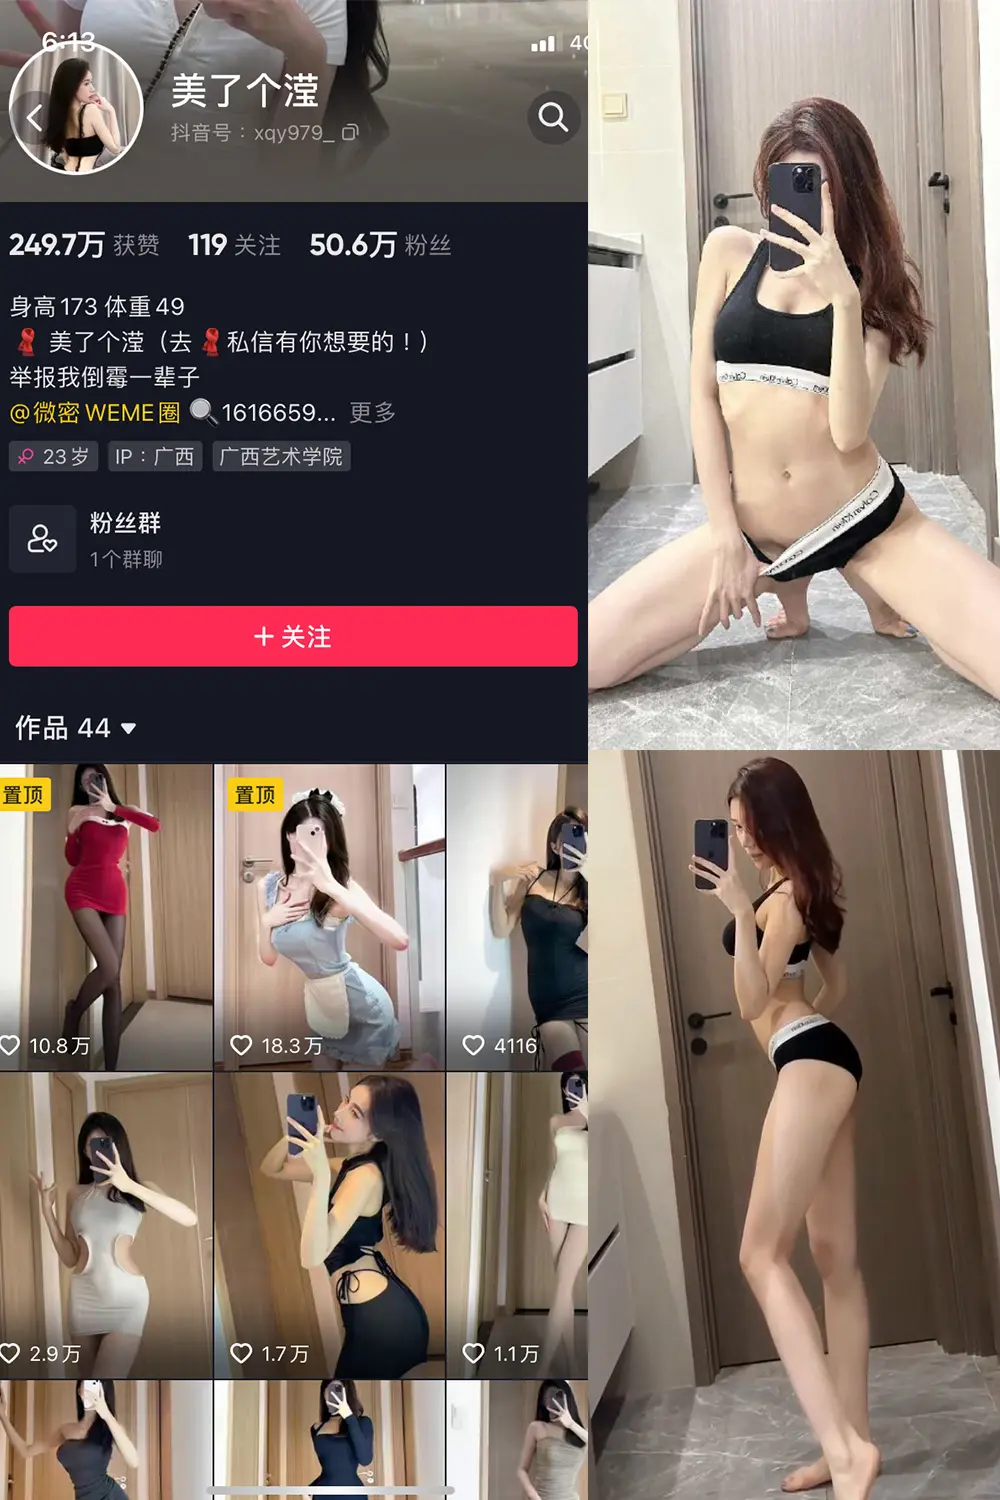 6:13
美了个滢
抖音号：xqy979_
249.7万 获赞 119 关注 50.6万 粉丝
身高173 体重49
美了个滢（去🧣私信有你想要的！）
举报我倒霉一辈子
@微密 WEME圈 🔍1616659... 更多
23岁 IP：广西 广西艺术学院
粉丝群
1个群聊
+ 关注
作品 44
置顶 置顶
10.8万 18.3万 4116
2.9万 1.7万 1.1万